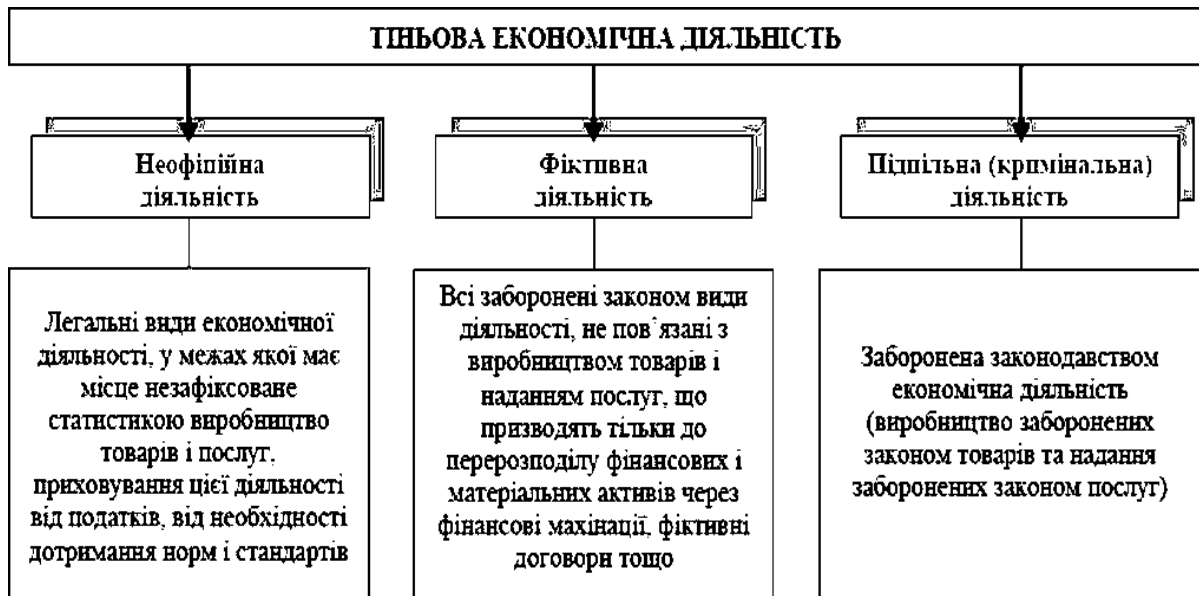 ТІНЬОВА ЕКОНОМІЧНА ДІЯЛЬНІСТЬ
Неофіційна
діяльність
Фіктивна
діяльність
Підпільна (кримінальна)
діяльність
Легальні види економічної
діяльності, у межах якої має
місце незафіксоване
статистикою виробництво
товарів і послуг,
приховування цієї діяльності
від податків, від необхідності
дотримання норм і стандартів
Всі заборонені законом види
діяльності, не пов`язані з
виробництвом товарів і
наданням послуг, що
призводять тільки до
перерозподілу фінансових і
матеріальних активів через
фінансові махінації, фіктивні
договори тощо
Заборонена законодавством
економічна діяльність
(виробництво заборонених
законом товарів та надання
заборонених законом послуг)